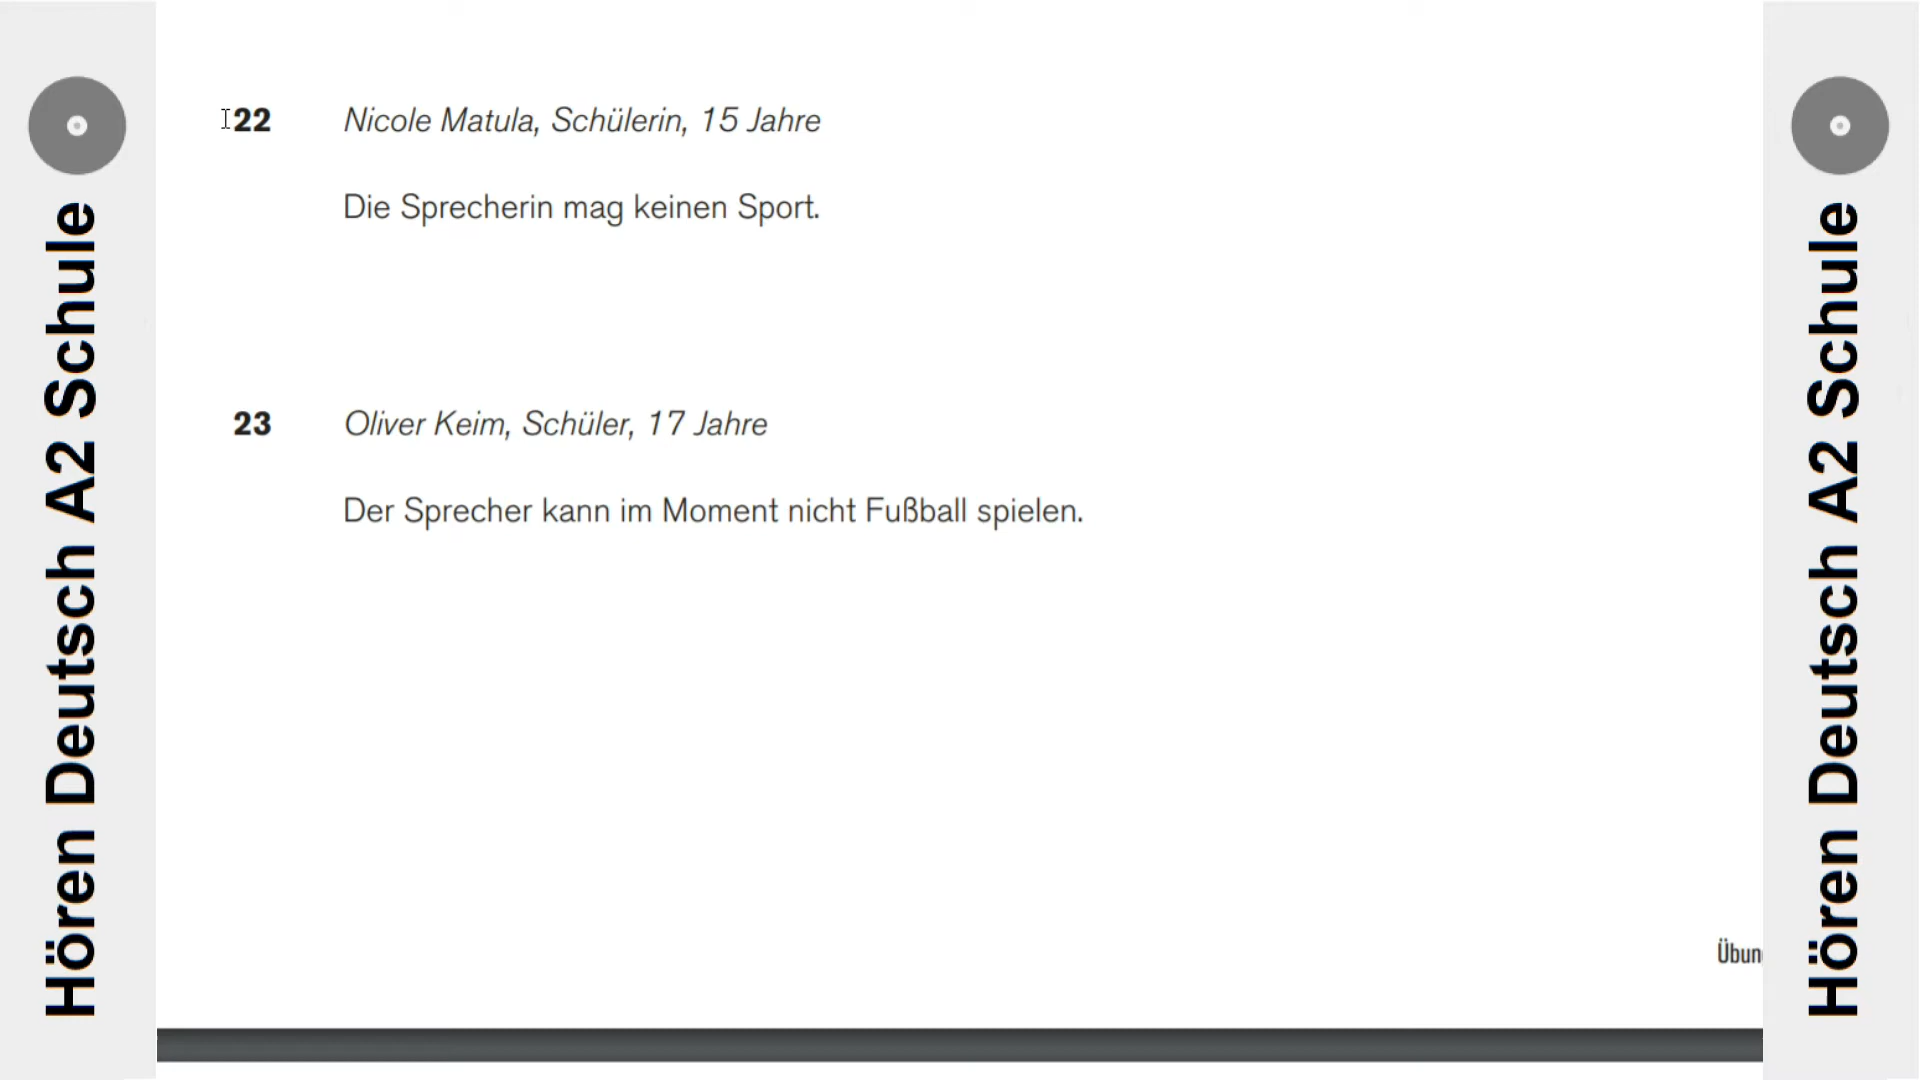 Hören Deutsch A2 Schule
22 Nicole Matula, Schülerin, 15 Jahre
Die Sprecherin mag keinen Sport.
23 Oliver Keim, Schüler, 17 Jahre
Der Sprecher kann im Moment nicht Fußball spielen.
Übun
Hören Deutsch A2 Schule